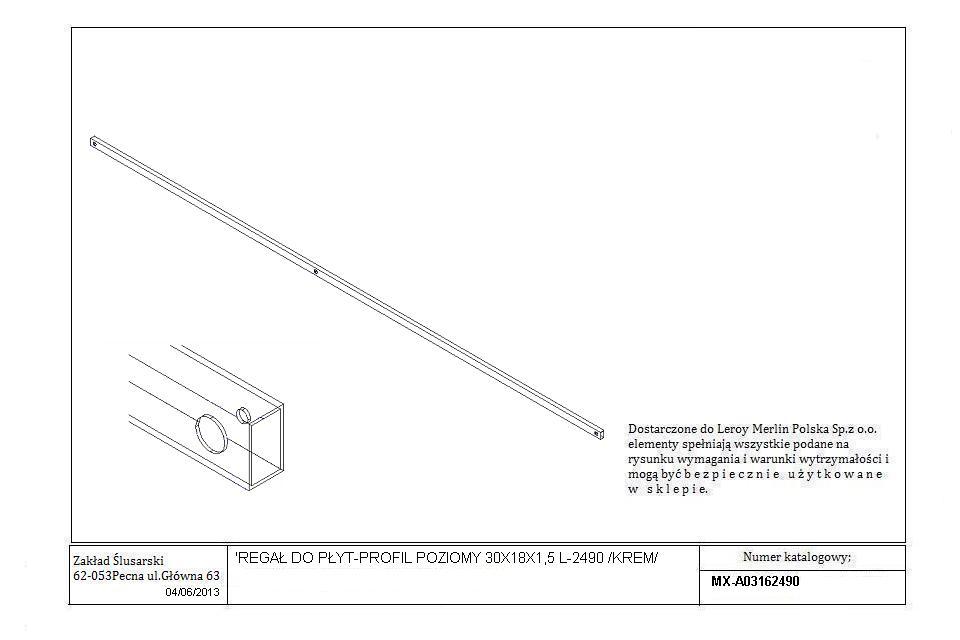 Dostarczone do Leroy Merlin Polska Sp.z o.o.
elementy spełniają wszystkie podane na
rysunku wymagania i warunki wytrzymałości i
mogą być b e z p i e c z n i e u ż y t k o w a n e
w s k l e p i e.
Zakład Ślusarski
62-053Pecna ul.Główna 63
04/06/2013
'REGAŁ DO PŁYT-PROFIL POZIOMY 30X18X1,5 L-2490 /KREM/
Numer katalogowy;
MX-A03162490